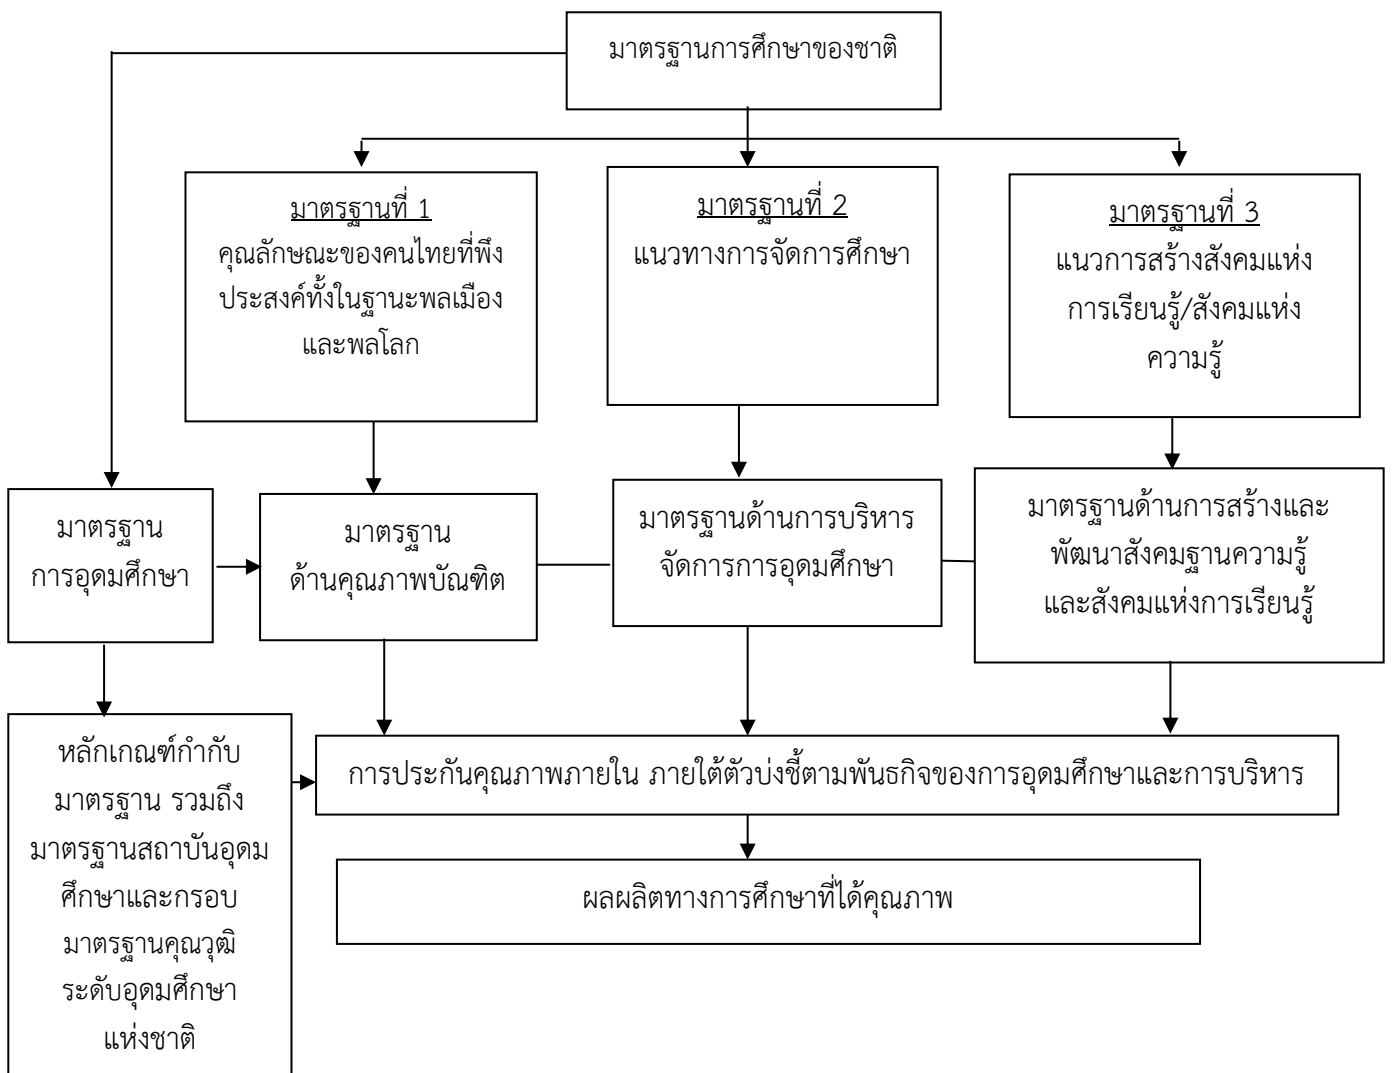 มาตรฐานการศึกษาของชาติ
มาตรฐานที่ 1
คุณลักษณะของคนไทยที่พึง
ประสงค์ทั้งในฐานะพลเมือง
และพลโลก
มาตรฐานที่ 2
แนวทางการจัดการศึกษา
มาตรฐานที่ 3
แนวการสร้างสังคมแห่ง
การเรียนรู้/สังคมแห่ง
ความรู้
มาตรฐาน
การอุดมศึกษา
มาตรฐาน
ด้านคุณภาพบัณฑิต
มาตรฐานด้านการบริหาร
จัดการการอุดมศึกษา
มาตรฐานด้านการสร้างและ
พัฒนาสังคมฐานความรู้
และสังคมแห่งการเรียนรู้
หลักเกณฑ์กำกับ
มาตรฐาน รวมถึง
มาตรฐานสถาบันอุดม
ศึกษาและกรอบ
มาตรฐานคุณวุฒิ
ระดับอุดมศึกษา
แห่งชาติ
การประกันคุณภาพภายใน ภายใต้ตัวบ่งชี้ตามพันธกิจของการอุดมศึกษาและการบริหาร
ผลผลิตทางการศึกษาที่ได้คุณภาพ